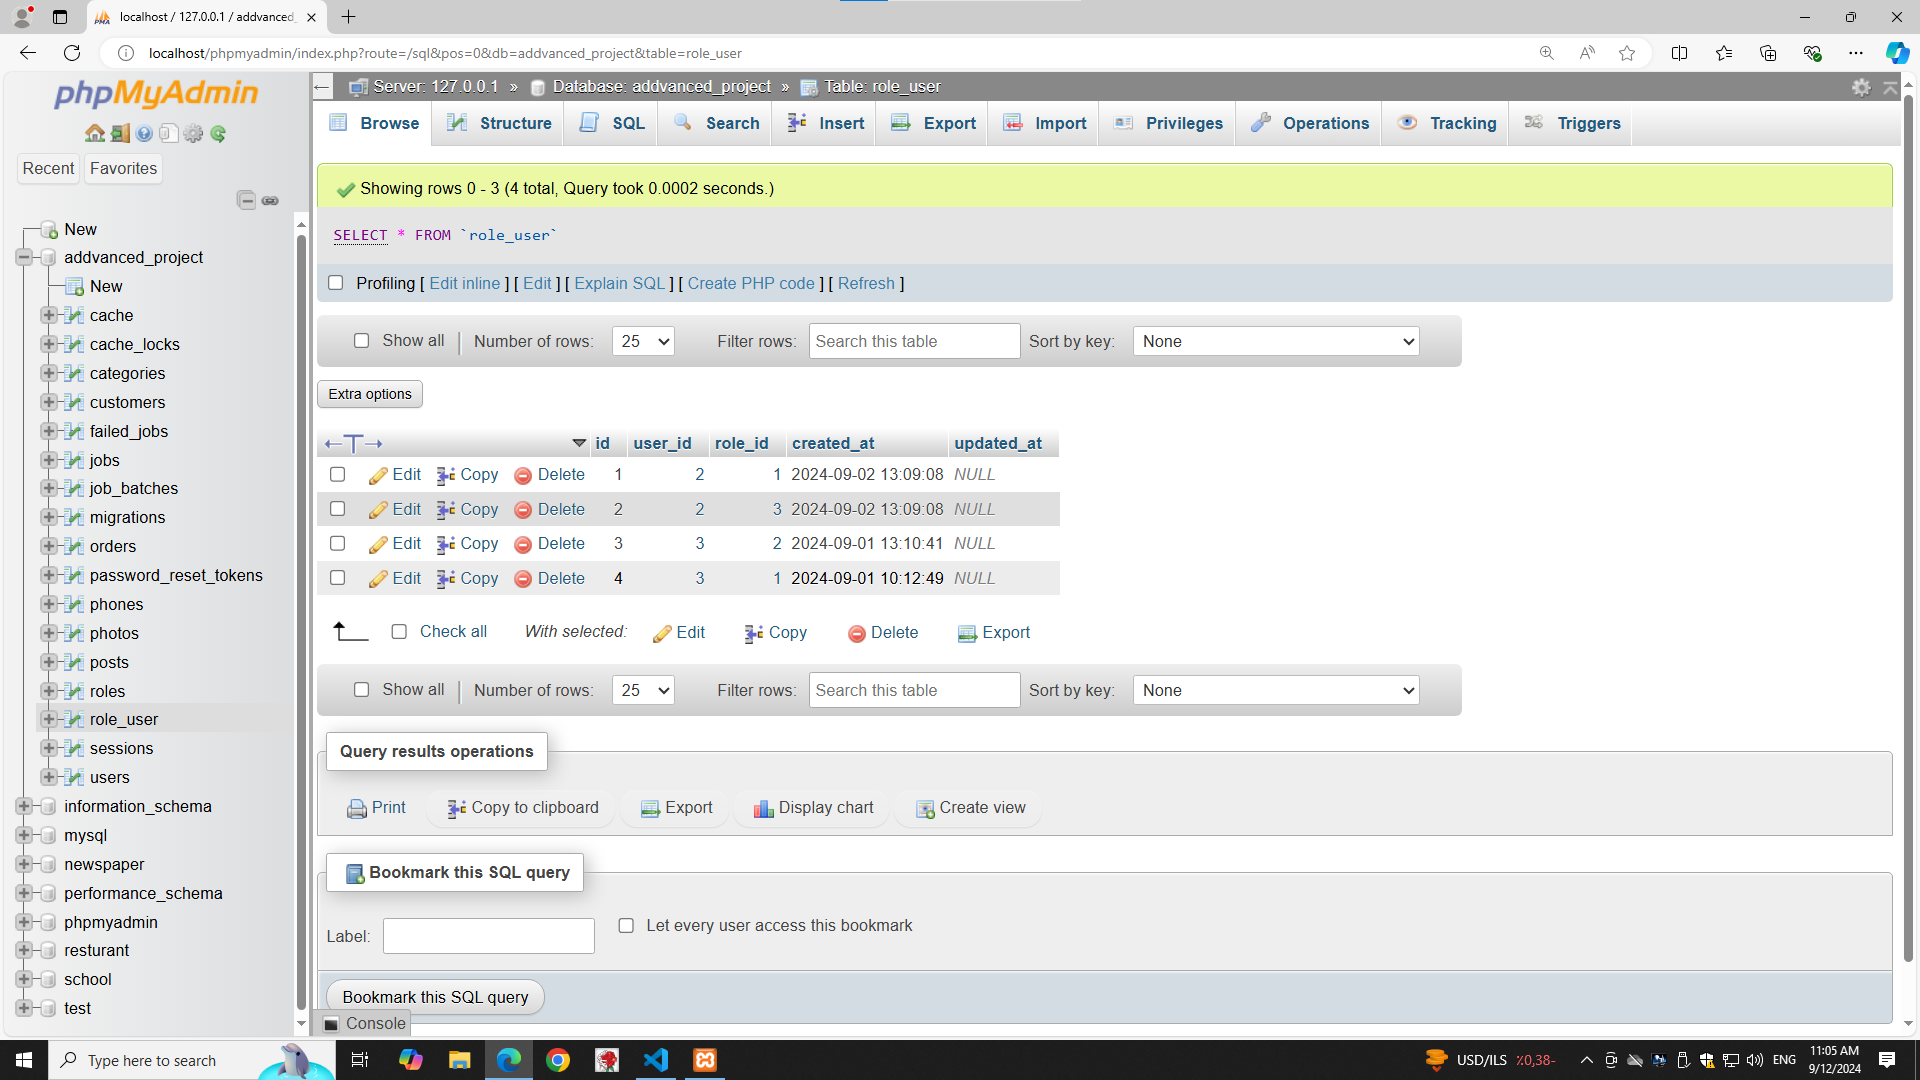 localhost / 127.0.0.1 / addvanced_
localhost/phpmyadmin/index.php?route=/sql&pos=0&db=addvanced_project&table=role_user
phpMyAdmin
Recent
Favorites
New
addvanced_project
New
cache
cache_locks
categories
customers
failed_jobs
jobs
job_batches
migrations
orders
password_reset_tokens
phones
photos
posts
roles
role_user
sessions
users
information_schema
mysql
newspaper
performance_schema
phpmyadmin
resturant
school
test
Server: 127.0.0.1 » Database: addvanced_project » Table: role_user
Browse Structure SQL Search Insert Export Import Privileges Operations Tracking Triggers
Showing rows 0 - 3 (4 total, Query took 0.0002 seconds.)
SELECT * FROM `role_user`
Profiling [ Edit inline ] [ Edit ] [ Explain SQL ] [ Create PHP code ] [ Refresh ]
Show all Number of rows: 25 Filter rows: Search this table Sort by key: None
Extra options
id user_id role_id created_at updated_at
Edit Copy Delete 1 2 1 2024-09-02 13:09:08 NULL
Edit Copy Delete 2 2 3 2024-09-02 13:09:08 NULL
Edit Copy Delete 3 3 2 2024-09-01 13:10:41 NULL
Edit Copy Delete 4 3 1 2024-09-01 10:12:49 NULL
Check all With selected: Edit Copy Delete Export
Show all Number of rows: 25 Filter rows: Search this table Sort by key: None
Query results operations
Print Copy to clipboard Export Display chart Create view
Bookmark this SQL query
Label: Let every user access this bookmark
Bookmark this SQL query
Console
Type here to search
USD/ILS ٪0,38-
ENG
11:05 AM
9/12/2024